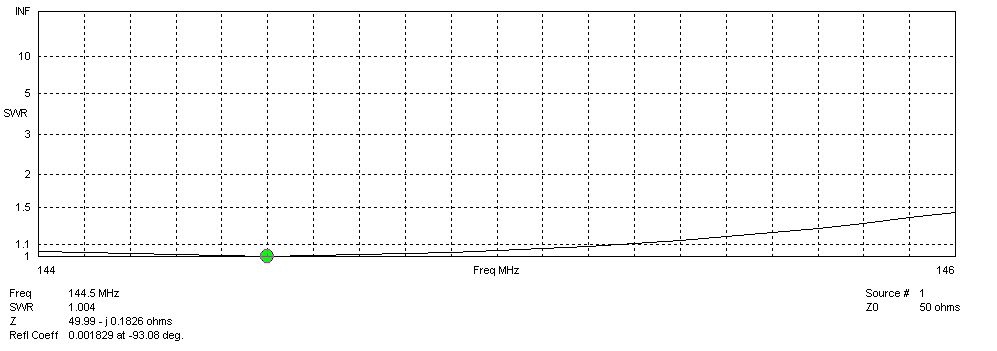 INF
10
5
SWR
3
2
1.5
1.1
1
144 Freq MHz 146
Freq 144.5 MHz Source # 1
SWR 1.004 Z0 50 ohms
Z 49.99 - j 0.1826 ohms
Refl Coeff 0.001829 at -93.08 deg.